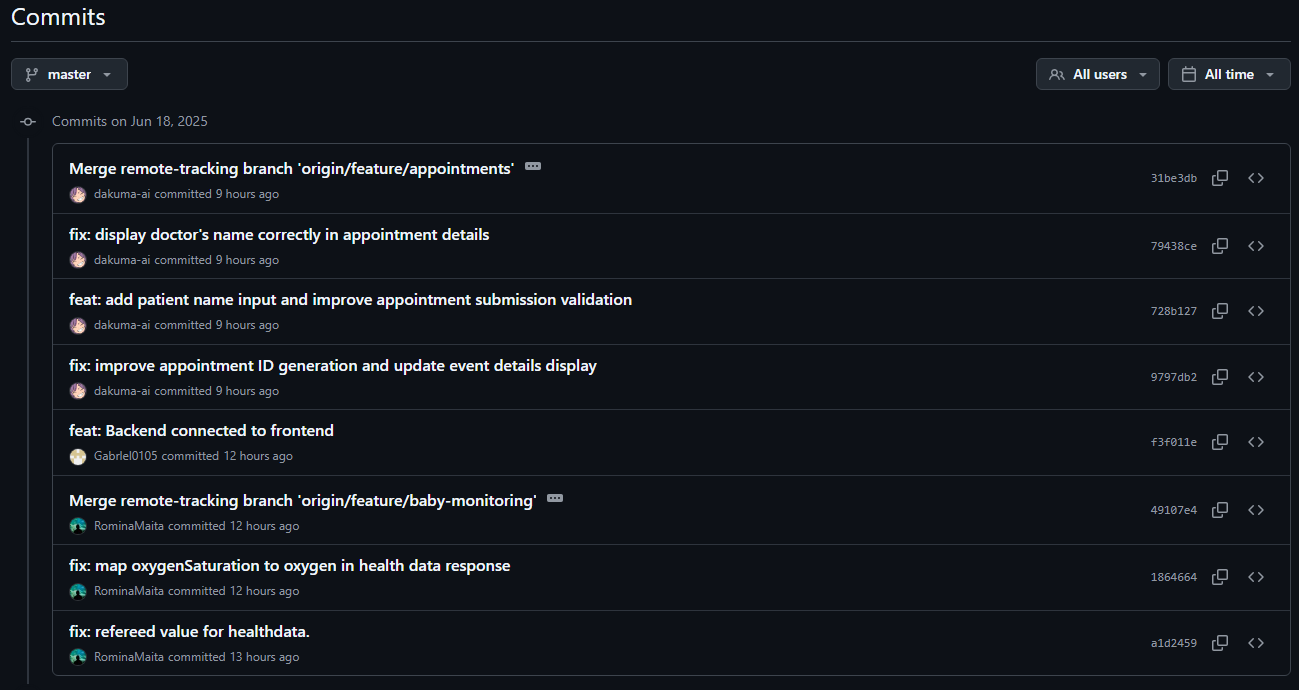 Commits
master
All users
All time
Commits on Jun 18, 2025
Merge remote-tracking branch 'origin/feature/appointments'
31be3db
dakuma-ai committed 9 hours ago
fix: display doctor's name correctly in appointment details
79438ce
dakuma-ai committed 9 hours ago
feat: add patient name input and improve appointment submission validation
728b127
dakuma-ai committed 9 hours ago
fix: improve appointment ID generation and update event details display
9797db2
dakuma-ai committed 9 hours ago
feat: Backend connected to frontend
f3f011e
Gabrlel0105 committed 12 hours ago
Merge remote-tracking branch 'origin/feature/baby-monitoring'
49107e4
RominaMaita committed 12 hours ago
fix: map oxygenSaturation to oxygen in health data response
1864664
RominaMaita committed 12 hours ago
fix: refereed value for healthdata.
a1d2459
RominaMaita committed 13 hours ago